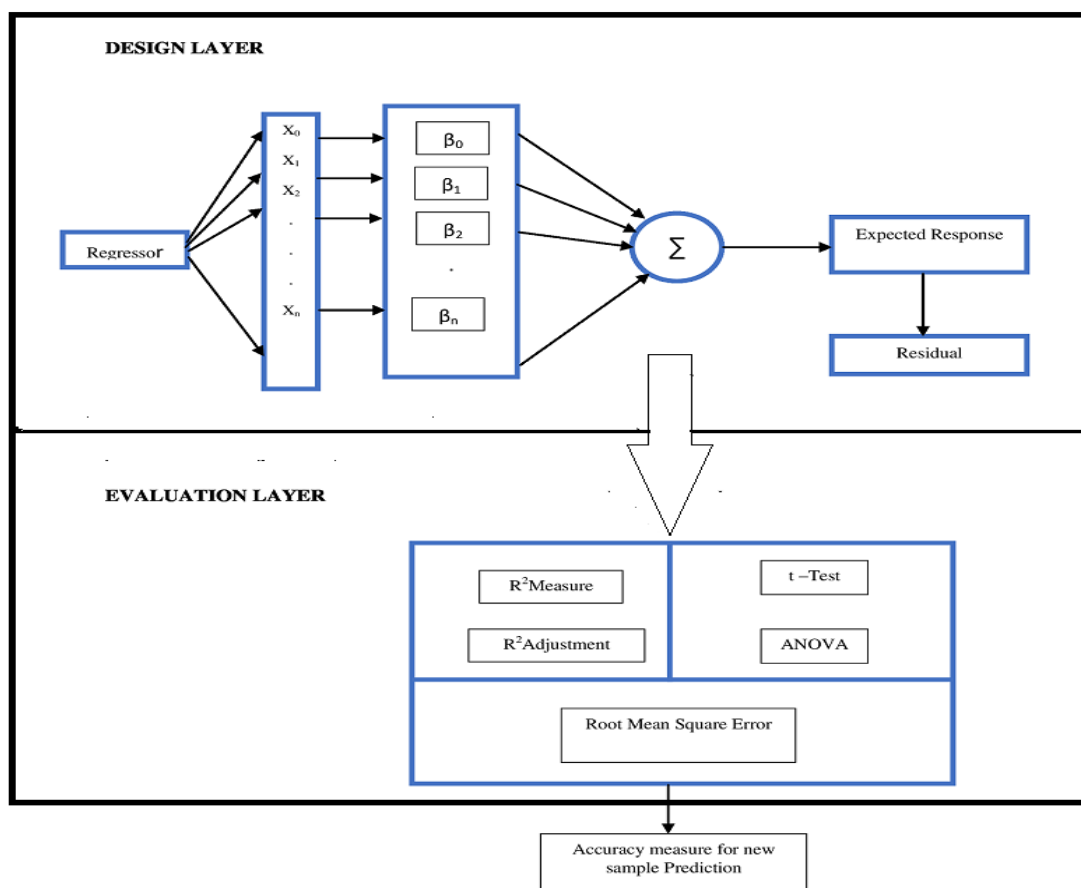 DESIGN LAYER
Regressor
X₀
X₁
X₂
.
.
.
Xₙ
β₀
β₁
β₂
.
βₙ
Σ
Expected Response
Residual
EVALUATION LAYER
R²Measure
R²Adjustment
t –Test
ANOVA
Root Mean Square Error
Accuracy measure for new
sample Prediction